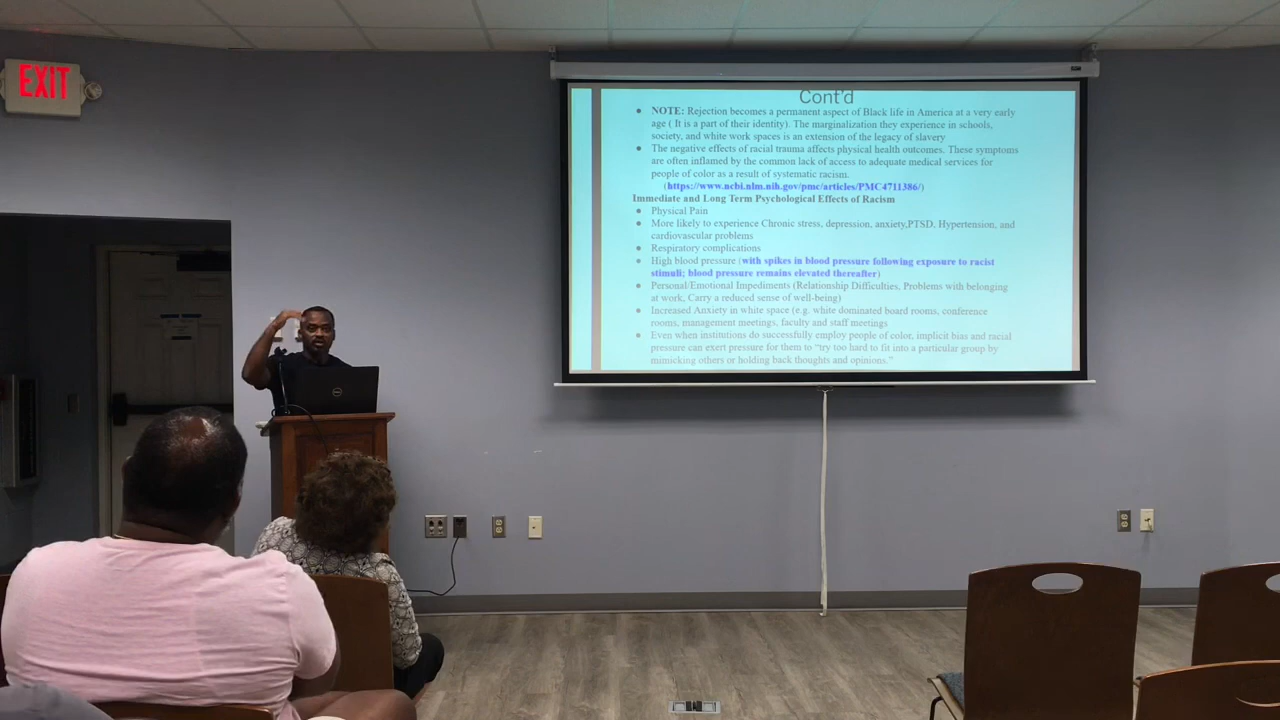 EXIT
Cont'd
● NOTE: Rejection becomes a permanent aspect of Black life in America at a very early
age ( It is a part of their identity). The marginalization they experience in schools,
society, and white work spaces is an extension of the legacy of slavery
● The negative effects of racial trauma affects physical health outcomes. These symptoms
are often inflamed by the common lack of access to adequate medical services for
people of color as a result of systematic racism.
(https://www.ncbi.nlm.nih.gov/pmc/articles/PMC4711386/)
Immediate and Long Term Psychological Effects of Racism
● Physical Pain
● More likely to experience Chronic stress, depression, anxiety,PTSD. Hypertension, and
cardiovascular problems
● Respiratory complications
● High blood pressure (with spikes in blood pressure following exposure to racist
stimuli; blood pressure remains elevated thereafter)
● Personal/Emotional Impediments (Relationship Difficulties, Problems with belonging
at work, Carry a reduced sense of well-being)
● Increased Anxiety in white space (e.g. white dominated board rooms, conference
rooms, management meetings, faculty and staff meetings
● Even when institutions do successfully employ people of color, implicit bias and racial
pressure can exert pressure for them to "try too hard to fit into a particular group by
mimicking others or holding back thoughts and opinions."
DELL